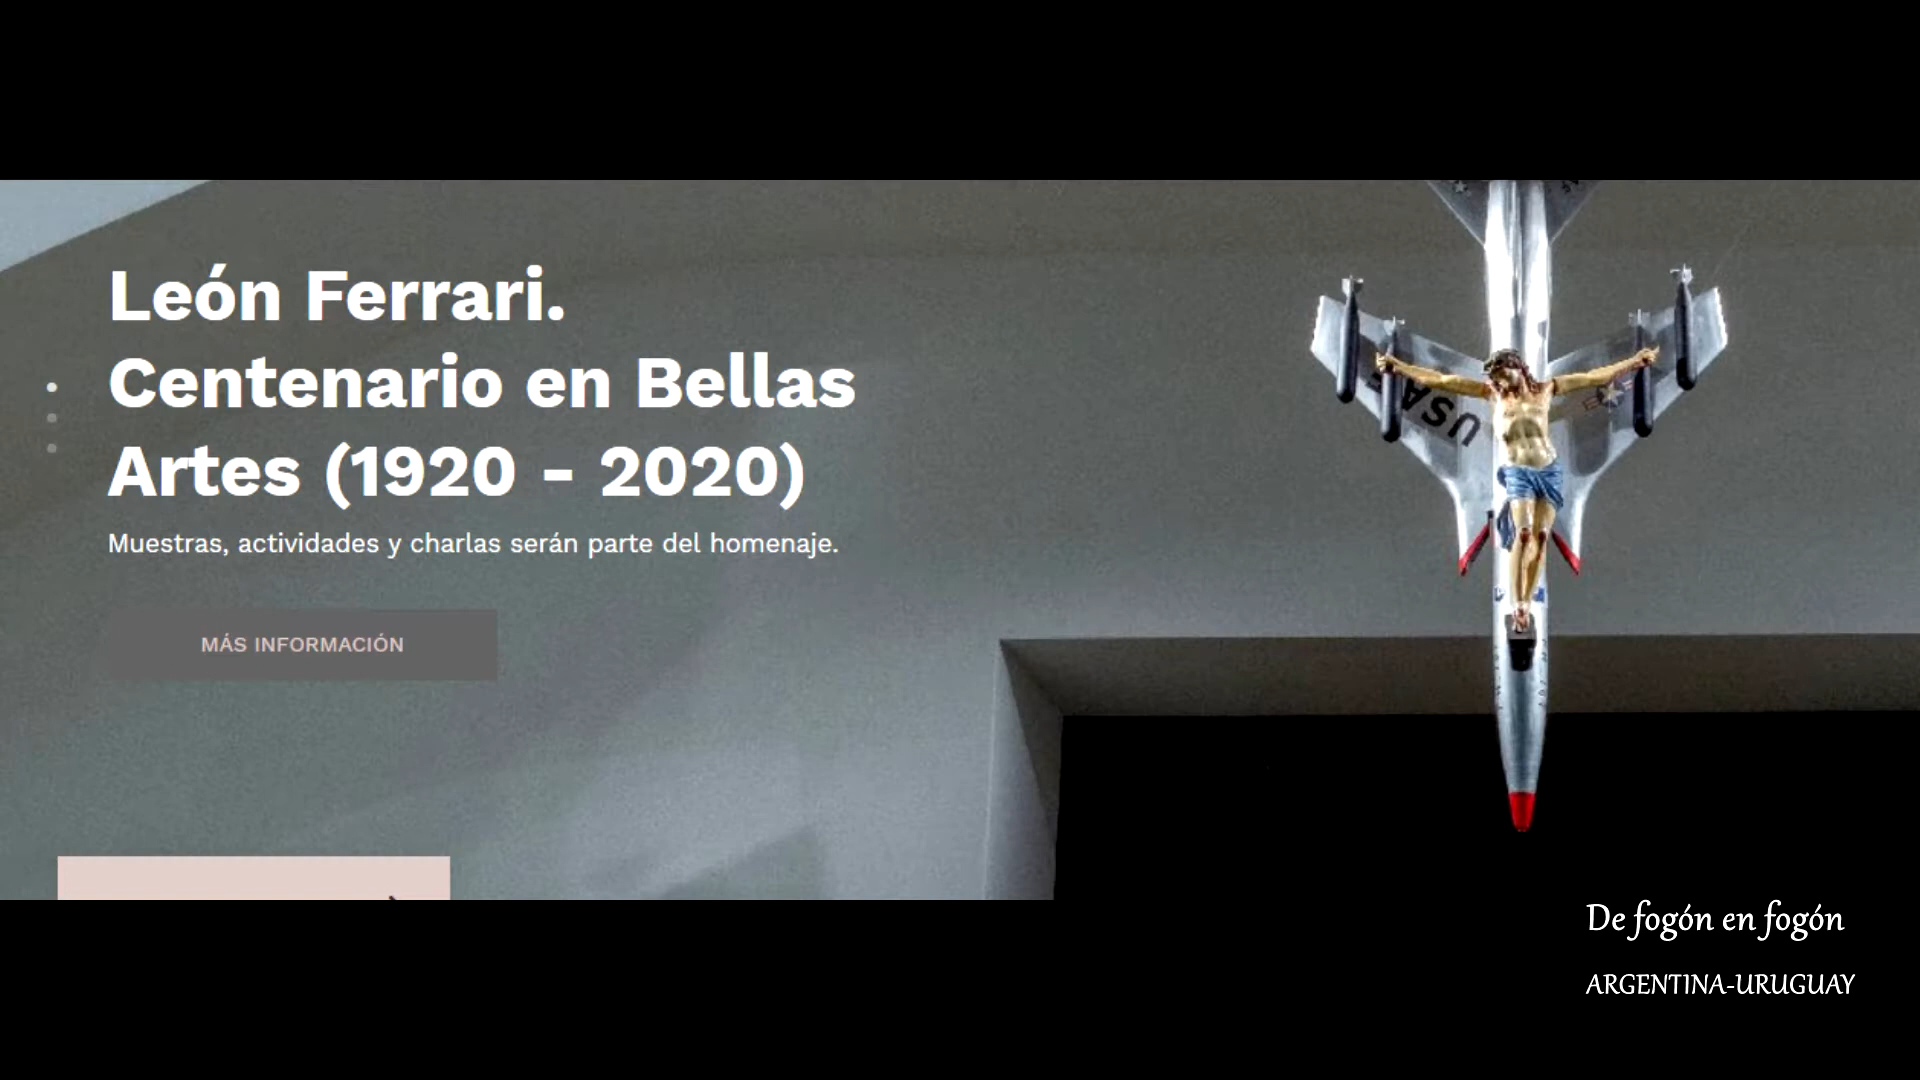 León Ferrari.
Centenario en Bellas
Artes (1920 - 2020)
Muestras, actividades y charlas serán parte del homenaje.
MÁS INFORMACIÓN
USAF
De fogón en fogón
ARGENTINA-URUGUAY